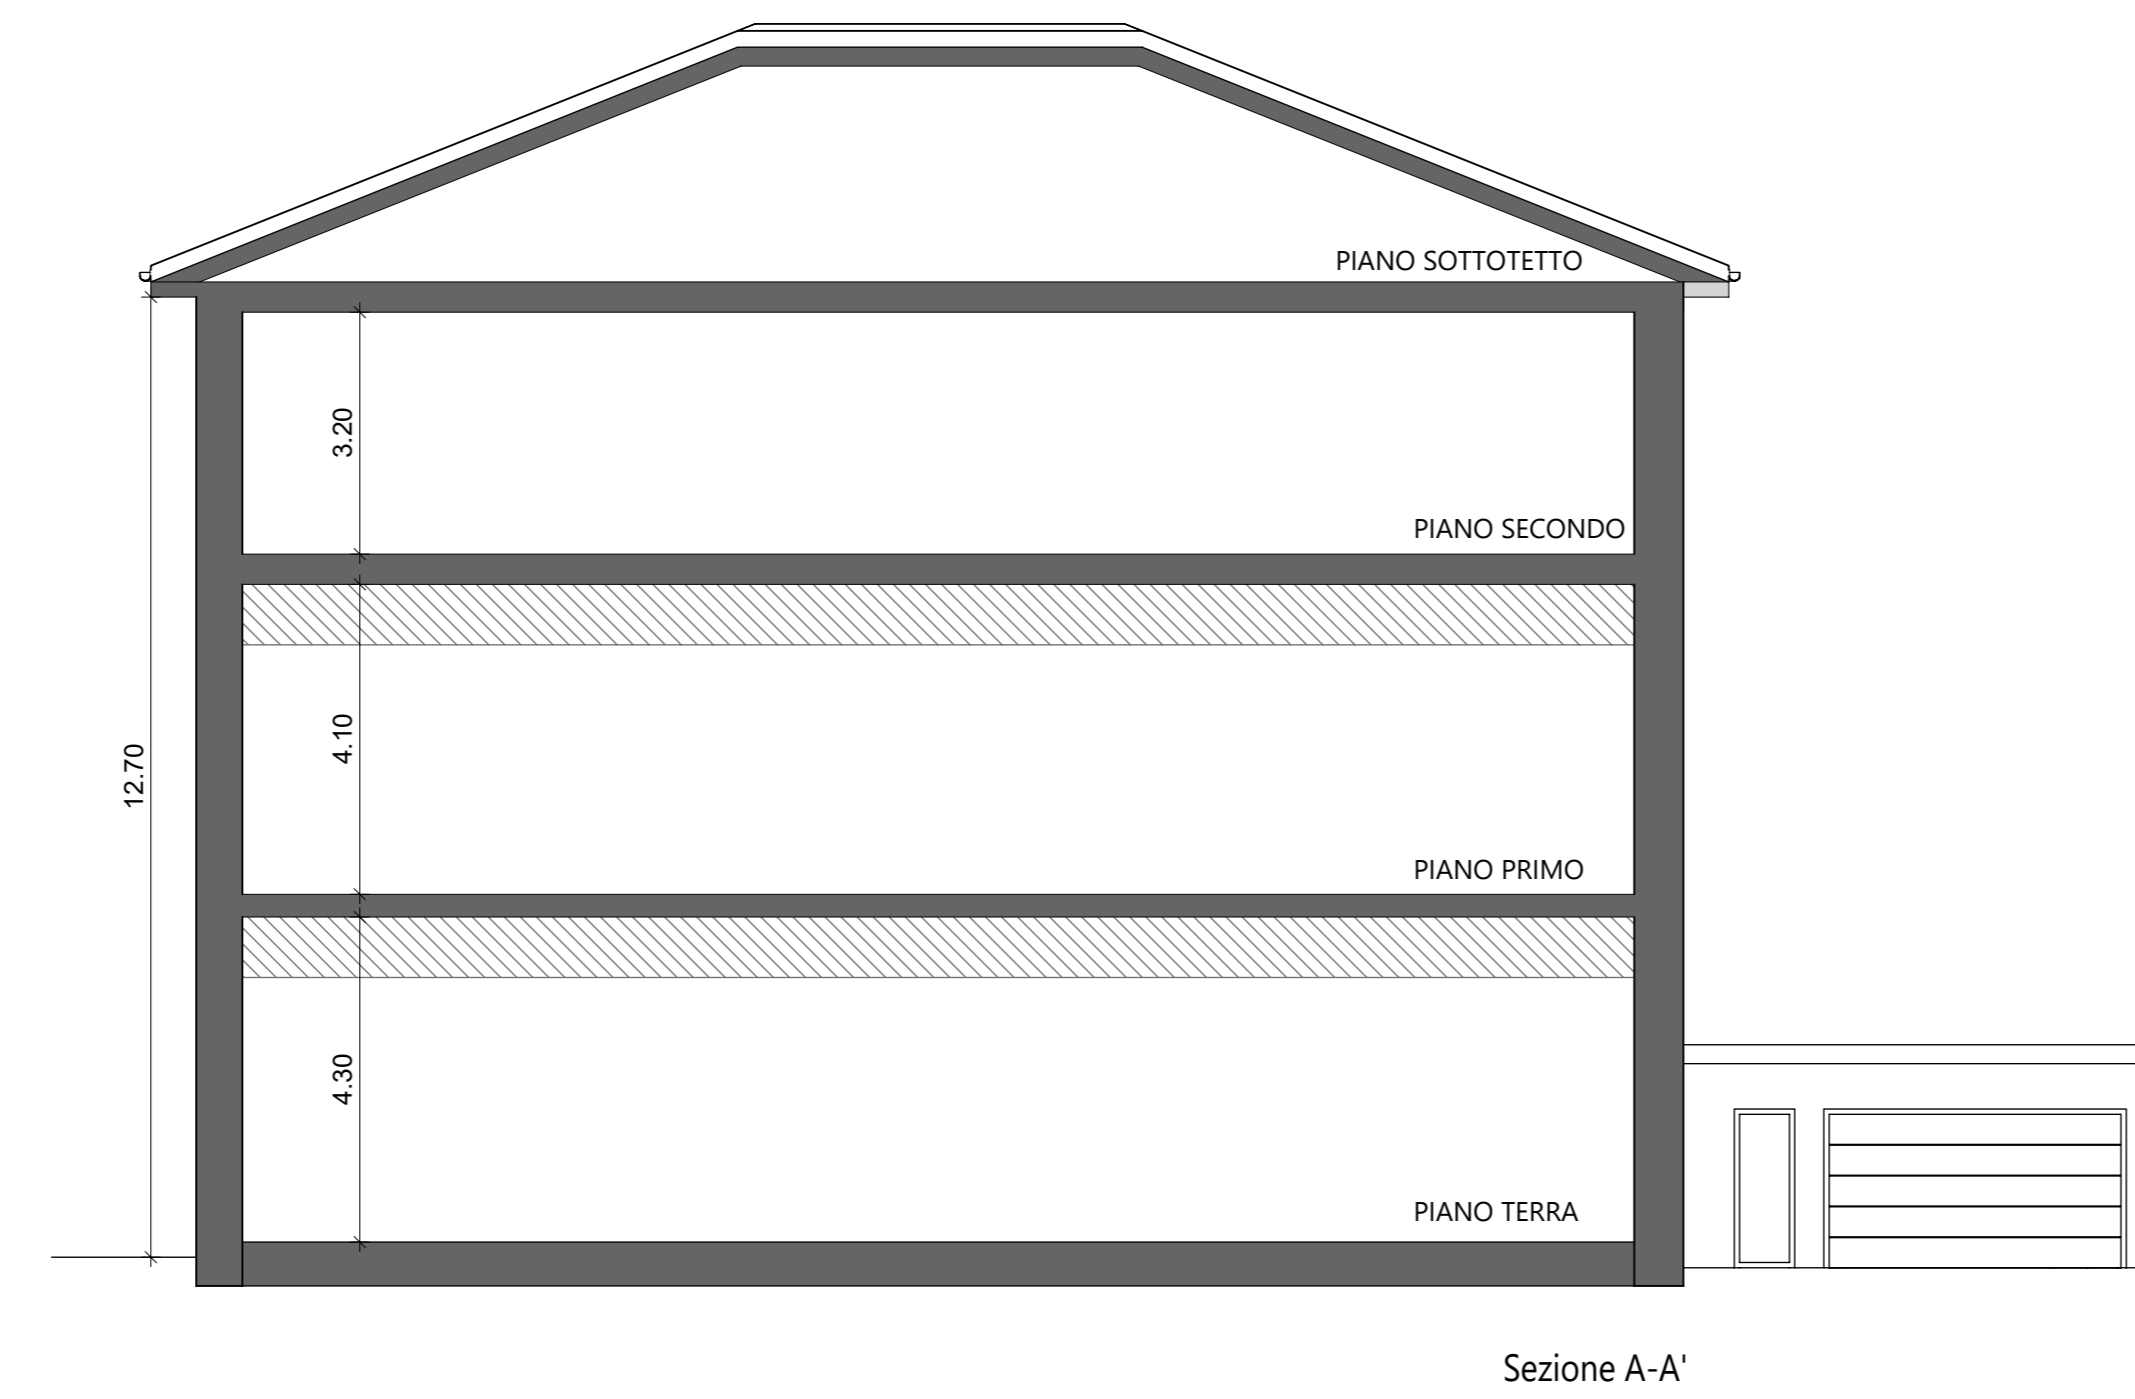 PIANO SOTTOTETTO
3.20
PIANO SECONDO
4.10
12.70
PIANO PRIMO
4.30
PIANO TERRA
Sezione A-A'